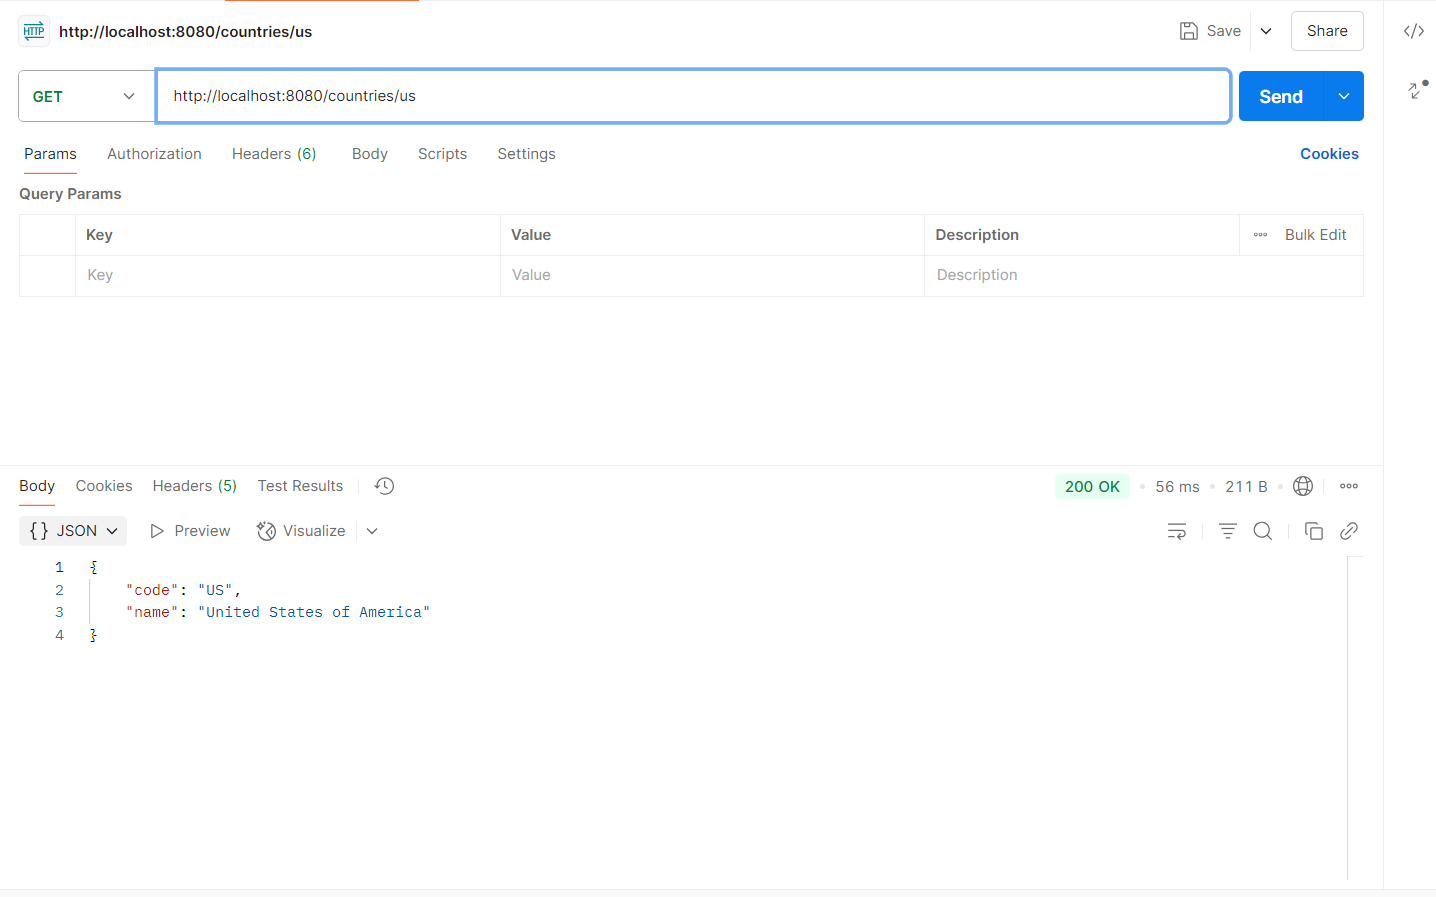 HTTP http://localhost:8080/countries/us Save Share
GET http://localhost:8080/countries/us Send
Params Authorization Headers (6) Body Scripts Settings Cookies
Query Params
Key Value Description Bulk Edit
Key Value Description
Body Cookies Headers (5) Test Results 200 OK 56 ms 211 B
{} JSON Preview Visualize
1 {
2 "code": "US",
3 "name": "United States of America"
4 }